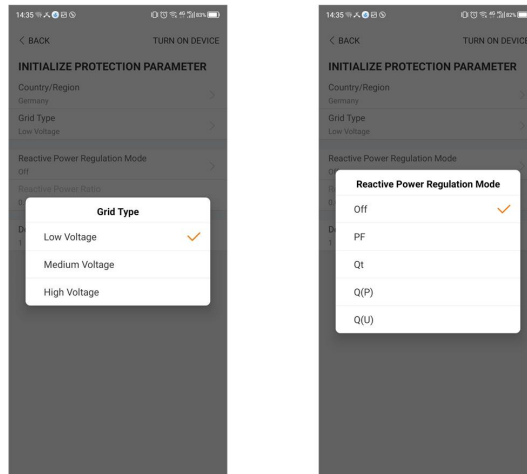 14:35
83%
BACK
TURN ON DEVICE
INITIALIZE PROTECTION PARAMETER
Country/Region
Germany
Grid Type
Low Voltage
Reactive Power Regulation Mode
Off
Reactive Power Ratio
Grid Type
Low Voltage
Medium Voltage
High Voltage
14:35
82%
BACK
TURN ON DEVICE
INITIALIZE PROTECTION PARAMETER
Country/Region
Germany
Grid Type
Low Voltage
Reactive Power Regulation Mode
Reactive Power Regulation Mode
Off
PF
Qt
Q(P)
Q(U)